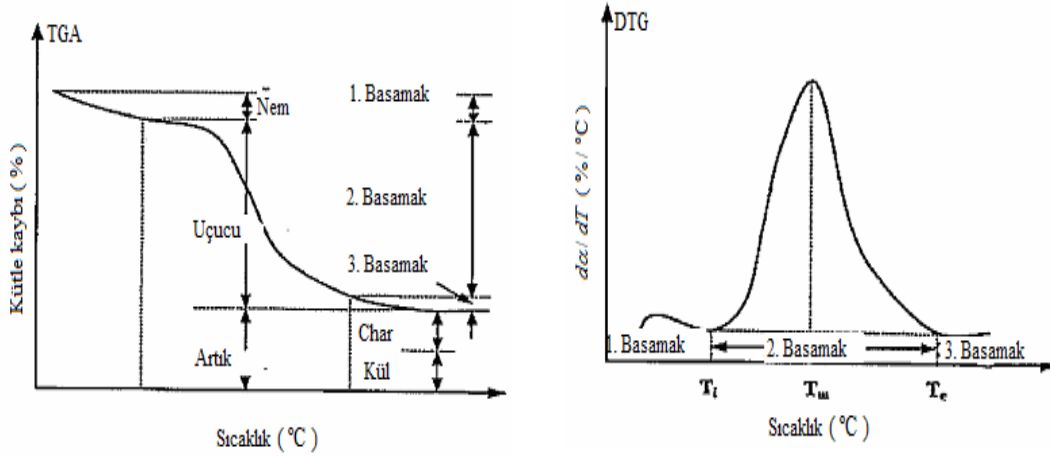 TGA
Nem
1. Basamak
Kütle kaybı ( % )
2. Basamak
Uçucu
3. Basamak
Char
Artık
Kül
Sıcaklık ( °C )
DTG
dα/ dT ( % / °C )
1. Basamak
2. Basamak
3. Basamak
Ti
Tm
Te
Sıcaklık ( °C )